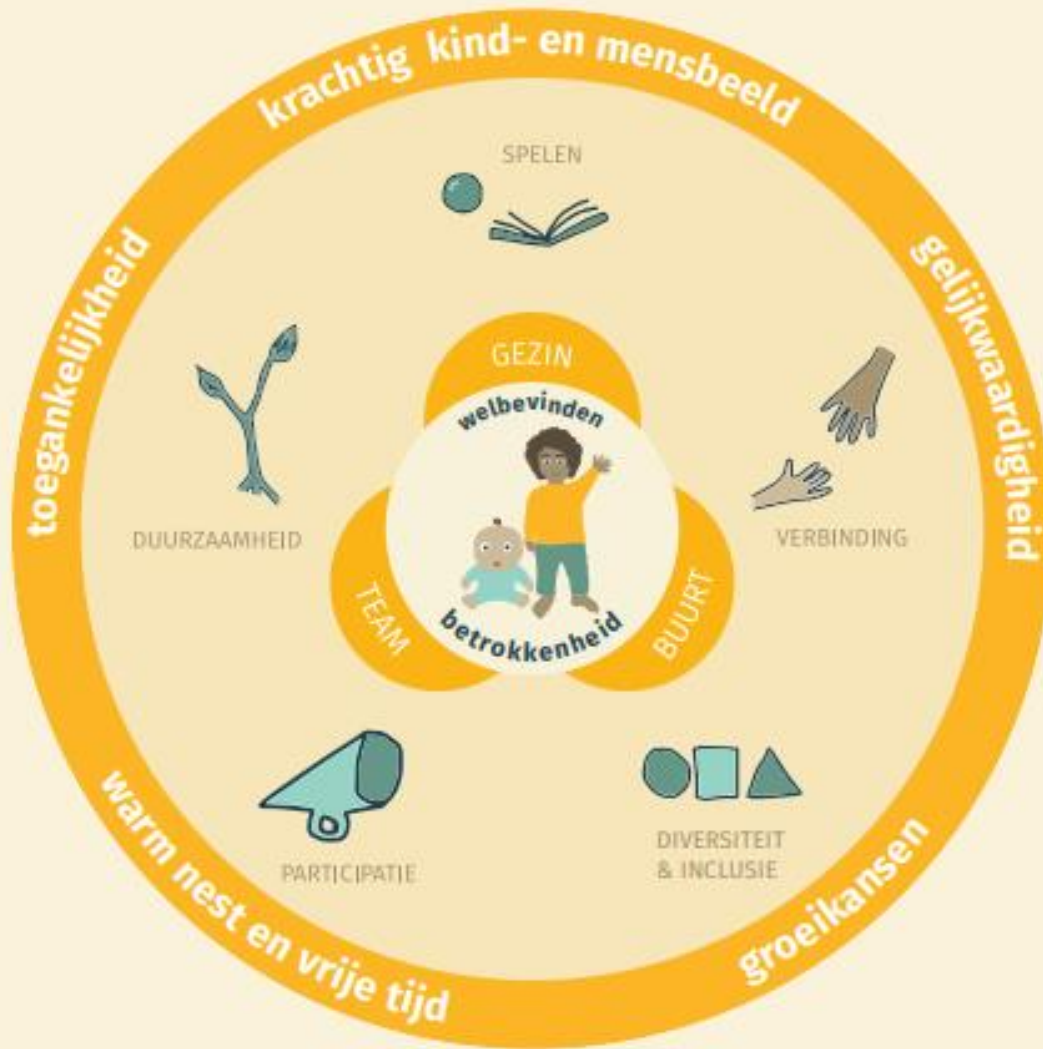 krachtig kind- en mensbeeld
SPELEN
toegankelijkheid
gelijkwaardigheid
GEZIN
welbevinden
DUURZAAMHEID
VERBINDING
TEAM
BUURT
betrokkenheid
PARTICIPATIE
DIVERSITEIT
& INCLUSIE
warm nest en vrije tijd
groeikansen